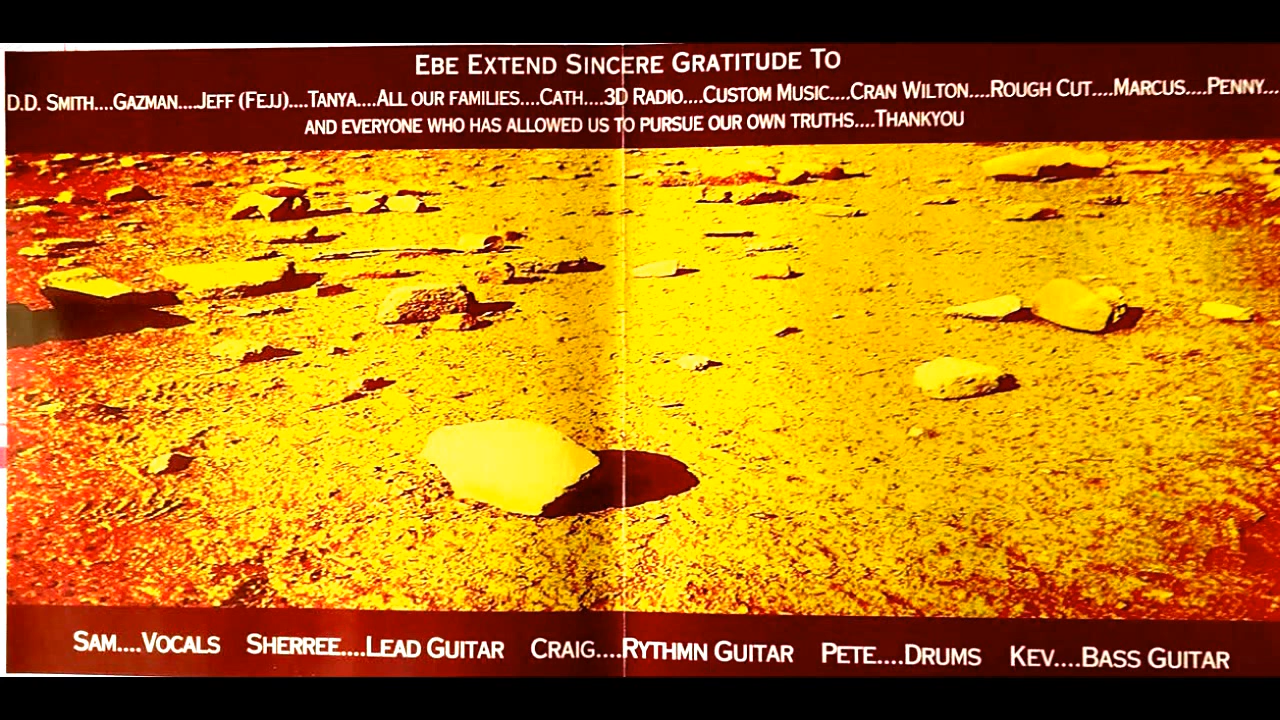 EBE EXTEND SINCERE GRATITUDE TO
D.D. SMITH....GAZMAN....JEFF (FEJJ)....TANYA....ALL OUR FAMILIES....CATH....3D RADIO....CUSTOM MUSIC....CRAN WILTON....ROUGH CUT....MARCUS....PENNY...
AND EVERYONE WHO HAS ALLOWED US TO PURSUE OUR OWN TRUTHS....THANKYOU
SAM....VOCALS SHERREE....LEAD GUITAR CRAIG....RYTHMN GUITAR PETE....DRUMS KEV....BASS GUITAR